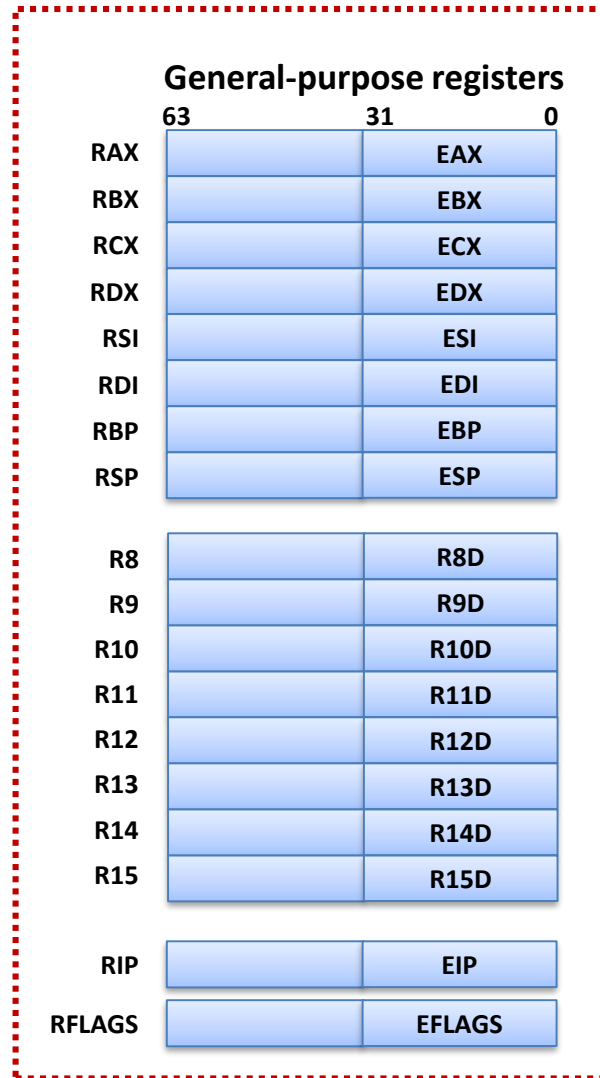 General-purpose registers
63 31 0
RAX EAX
RBX EBX
RCX ECX
RDX EDX
RSI ESI
RDI EDI
RBP EBP
RSP ESP
R8 R8D
R9 R9D
R10 R10D
R11 R11D
R12 R12D
R13 R13D
R14 R14D
R15 R15D
RIP EIP
RFLAGS EFLAGS